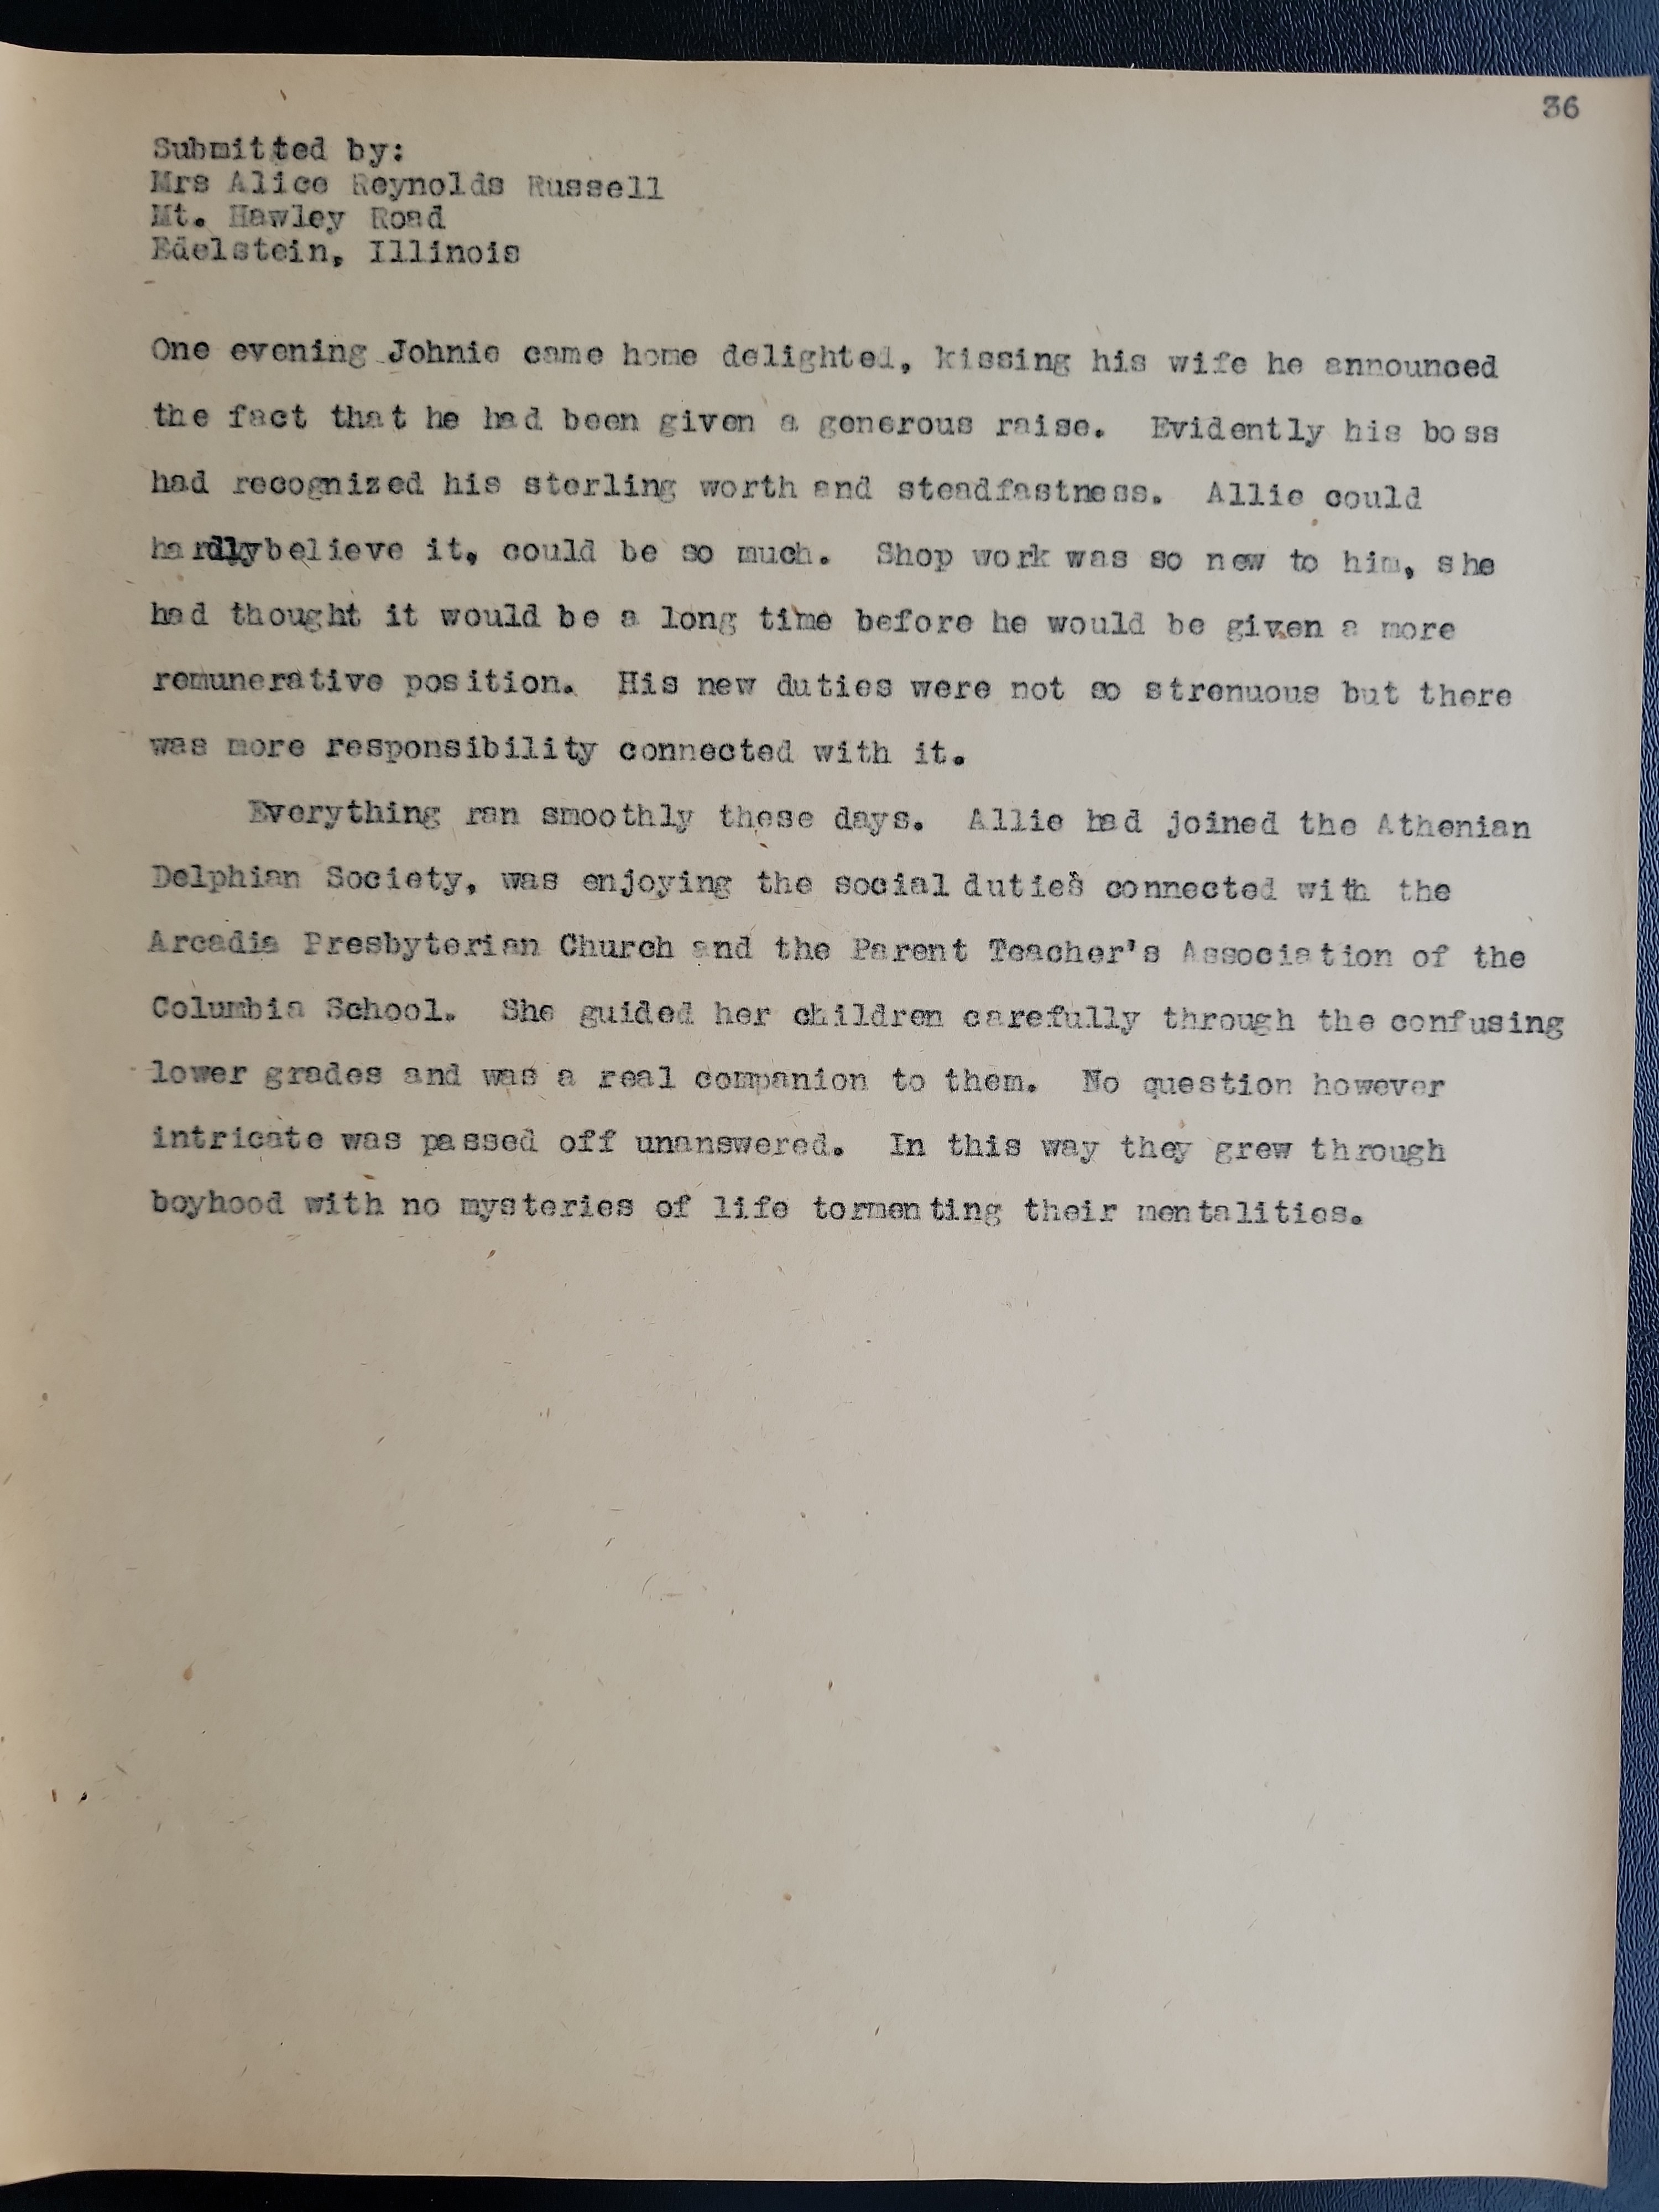 36
Submitted by:
Mrs Alice Reynolds Russell
Mt. Hawley Road
Edelstein, Illinois
One evening Johnie came home delighted, kissing his wife he announced
the fact that he had been given a generous raise. Evidently his boss
had recognized his sterling worth and steadfastness. Allie could
hardlybelieve it, could be so much. Shop work was so new to him, she
had thought it would be a long time before he would be given a more
remunerative position. His new duties were not so strenuous but there
was more responsibility connected with it.
Everything ran smoothly these days. Allie had joined the Athenian
Delphian Society, was enjoying the social duties connected with the
Arcadia Presbyterian Church and the Parent Teacher's Association of the
Columbia School. She guided her children carefully through the confusing
lower grades and was a real companion to them. No question however
intricate was passed off unanswered. In this way they grew through
boyhood with no mysteries of life tormenting their mentalities.